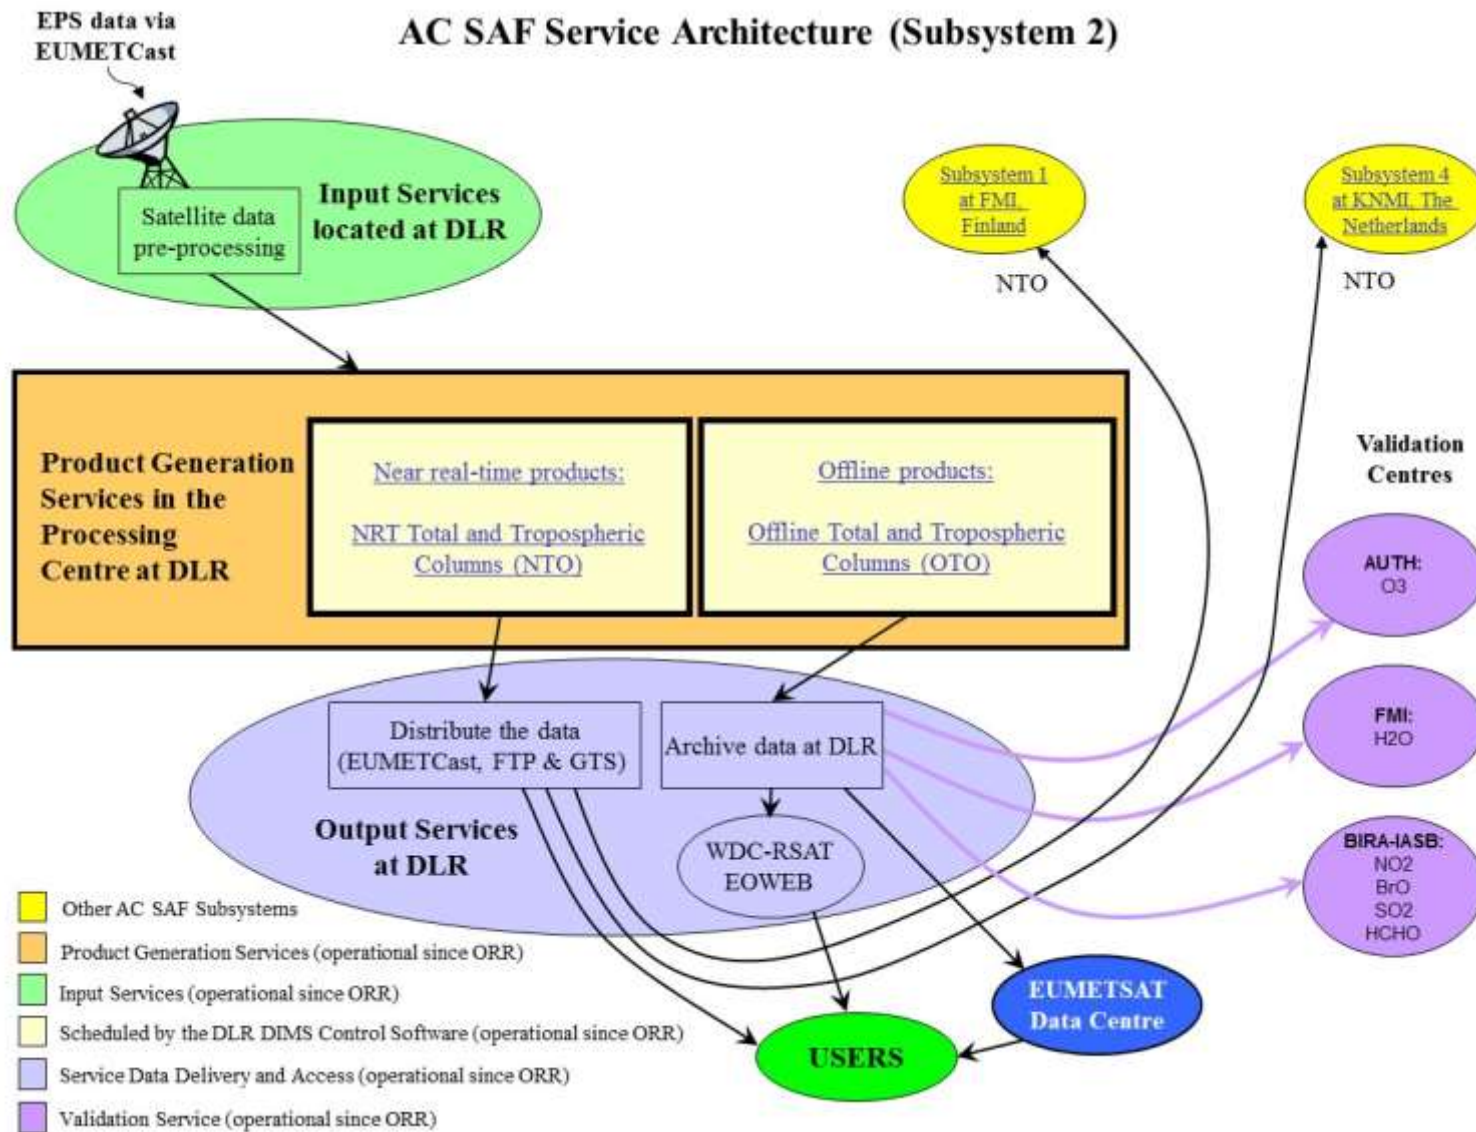 EPS data via
EUMETCast
AC SAF Service Architecture (Subsystem 2)
Input Services
located at DLR
Satellite data
pre-processing
Subsystem 1
at FMI,
Finland
NTO
Subsystem 4
at KNMI, The
Netherlands
NTO
Product Generation
Services in the
Processing
Centre at DLR
Near real-time products:
NRT Total and Tropospheric
Columns (NTO)
Offline products:
Offline Total and Tropospheric
Columns (OTO)
Validation
Centres
AUTH:
O3
FMI:
H2O
BIRA-IASB:
NO2
BrO
SO2
HCHO
Distribute the data
(EUMETCast, FTP & GTS)
Archive data at DLR
Output Services
at DLR
WDC-RSAT
EOWEB
EUMETSAT
Data Centre
USERS
Other AC SAF Subsystems
Product Generation Services (operational since ORR)
Input Services (operational since ORR)
Scheduled by the DLR DIMS Control Software (operational since ORR)
Service Data Delivery and Access (operational since ORR)
Validation Service (operational since ORR)